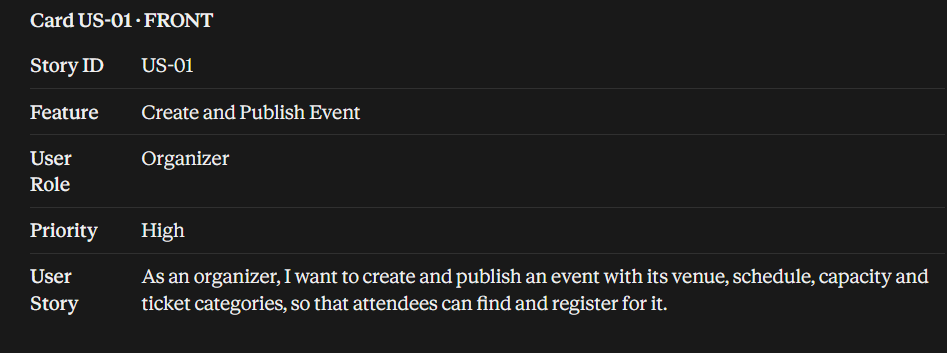 Card US-01 · FRONT
Story ID US-01
Feature Create and Publish Event
User Organizer
Role
Priority High
User As an organizer, I want to create and publish an event with its venue, schedule, capacity and
Story ticket categories, so that attendees can find and register for it.